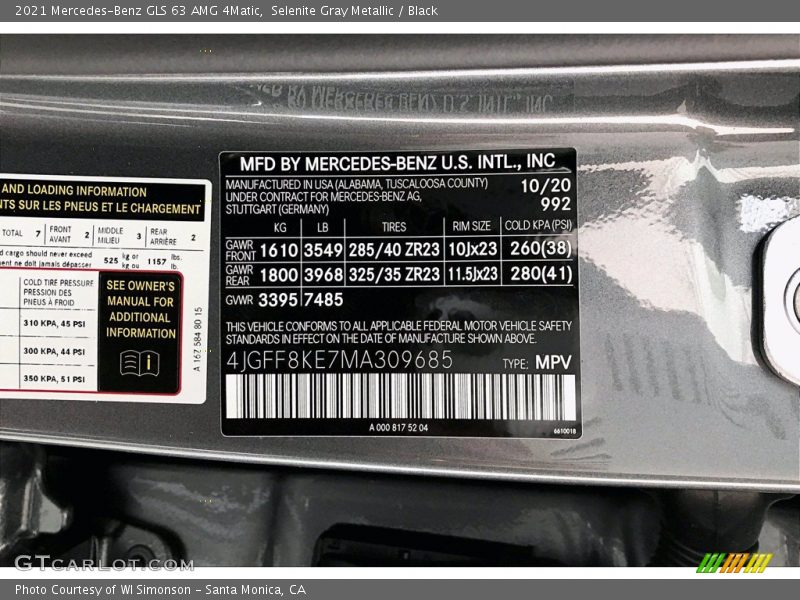 2021 Mercedes-Benz GLS 63 AMG 4Matic, Selenite Gray Metallic / Black
AND LOADING INFORMATION
NTS SUR LES PNEUS ET LE CHARGEMENT
TOTAL 7 FRONT AVANT 2 MIDDLE MILIEU 3 REAR ARRIÈRE 2
d cargo should never exceed
ent ne doit jamais dépasser
525 kg or kg ou 1157 lbs. lb.
COLD TIRE PRESSURE
PRESSION DES
PNEUS À FROID
310 KPA, 45 PSI
300 KPA, 44 PSI
350 KPA, 51 PSI
SEE OWNER'S
MANUAL FOR
ADDITIONAL
INFORMATION
A 167 584 80 15
MFD BY MERCEDES-BENZ U.S. INTL., INC
MANUFACTURED IN USA (ALABAMA, TUSCALOOSA COUNTY) 10/20
UNDER CONTRACT FOR MERCEDES-BENZ AG, 992
STUTTGART (GERMANY)
KG LB TIRES RIM SIZE COLD KPA (PSI)
GAWR FRONT 1610 3549 285/40 ZR23 10Jx23 260(38)
GAWR REAR 1800 3968 325/35 ZR23 11.5Jx23 280(41)
GVWR 3395 7485
THIS VEHICLE CONFORMS TO ALL APPLICABLE FEDERAL MOTOR VEHICLE SAFETY
STANDARDS IN EFFECT ON THE DATE OF MANUFACTURE SHOWN ABOVE.
4JGFF8KE7MA309685 TYPE: MPV
A 000 817 52 04
6610018
GTCARLOT.COM
Photo Courtesy of WI Simonson - Santa Monica, CA